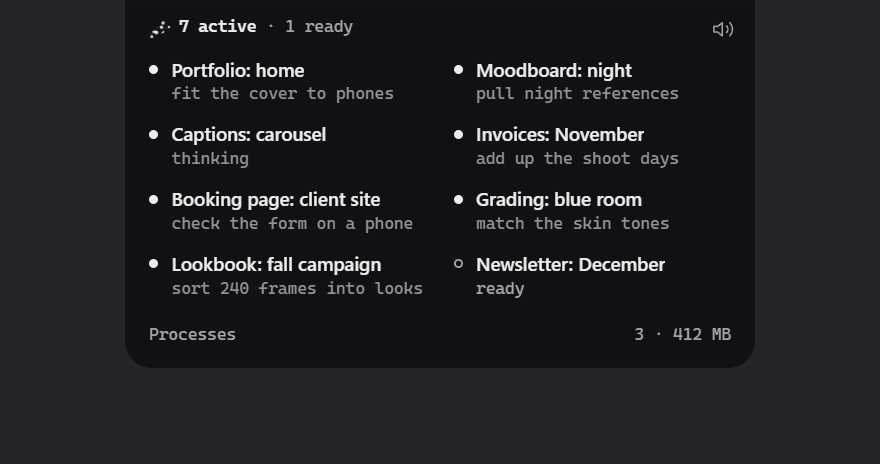 7 active · 1 ready
Portfolio: home
fit the cover to phones
Moodboard: night
pull night references
Captions: carousel
thinking
Invoices: November
add up the shoot days
Booking page: client site
check the form on a phone
Grading: blue room
match the skin tones
Lookbook: fall campaign
sort 240 frames into looks
Newsletter: December
ready
Processes
3 · 412 MB